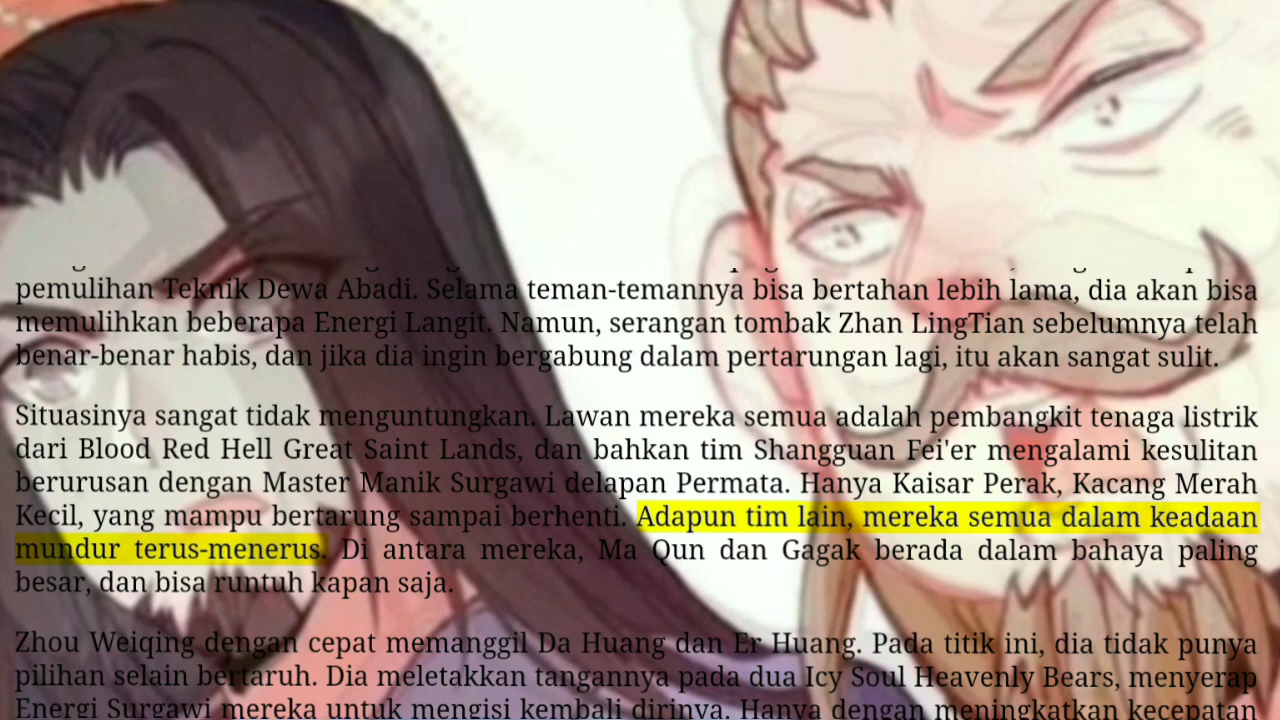 pemulihan Teknik Dewa Abadi. Selama teman-temannya bisa bertahan lebih lama, dia akan bisa
memulihkan beberapa Energi Langit. Namun, serangan tombak Zhan LingTian sebelumnya telah
benar-benar habis, dan jika dia ingin bergabung dalam pertarungan lagi, itu akan sangat sulit.
Situasinya sangat tidak menguntungkan. Lawan mereka semua adalah pembangkit tenaga listrik
dari Blood Red Hell Great Saint Lands, dan bahkan tim Shangguan Fei'er mengalami kesulitan
berurusan dengan Master Manik Surgawi delapan Permata. Hanya Kaisar Perak, Kacang Merah
Kecil, yang mampu bertarung sampai berhenti. Adapun tim lain, mereka semua dalam keadaan
mundur terus-menerus. Di antara mereka, Ma Qun dan Gagak berada dalam bahaya paling
besar, dan bisa runtuh kapan saja.
Zhou Weiqing dengan cepat memanggil Da Huang dan Er Huang. Pada titik ini, dia tidak punya
pilihan selain bertaruh. Dia meletakkan tangannya pada dua Icy Soul Heavenly Bears, menyerap
Energi Surgawi mereka untuk mengisi kembali dirinya. Hanya dengan meningkatkan kecepatan